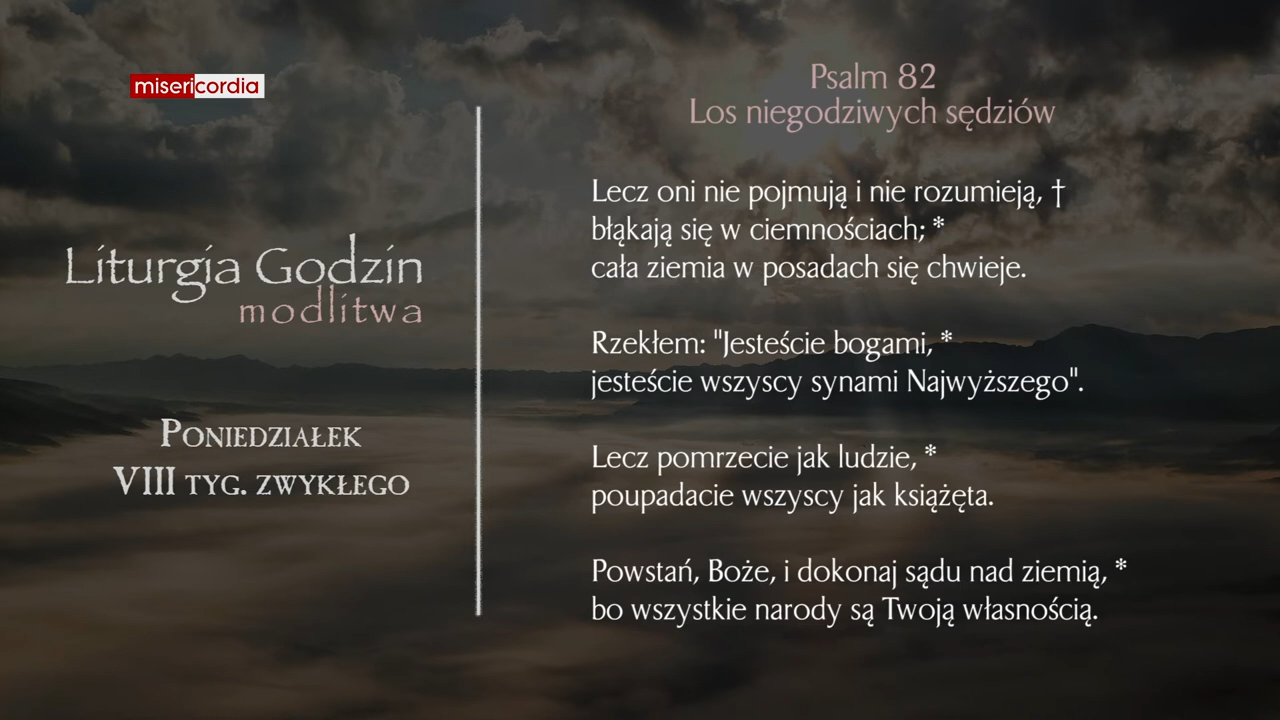 misericordia
Liturgia Godzin
modlitwa
Poniedziałek
VIII tyg. zwykłego
Psalm 82
Los niegodziwych sędziów
Lecz oni nie pojmują i nie rozumieją, †
błąkają się w ciemnościach; *
cała ziemia w posadach się chwieje.
Rzekłem: "Jesteście bogami, *
jesteście wszyscy synami Najwyższego".
Lecz pomrzecie jak ludzie, *
poupadacie wszyscy jak książęta.
Powstań, Boże, i dokonaj sądu nad ziemią, *
bo wszystkie narody są Twoją własnością.